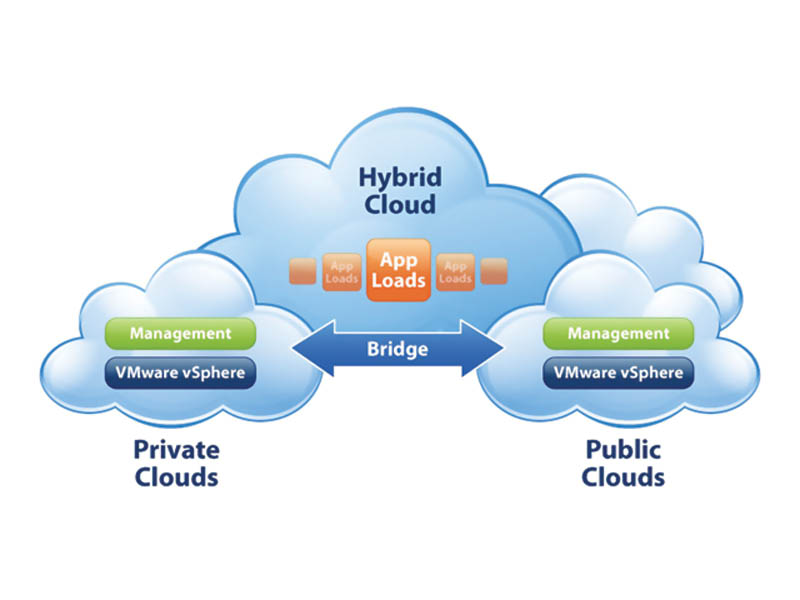 Hybrid
Cloud
App
Loads
App
Loads
App
Loads
Management
VMware vSphere
Bridge
Management
VMware vSphere
Private
Clouds
Public
Clouds